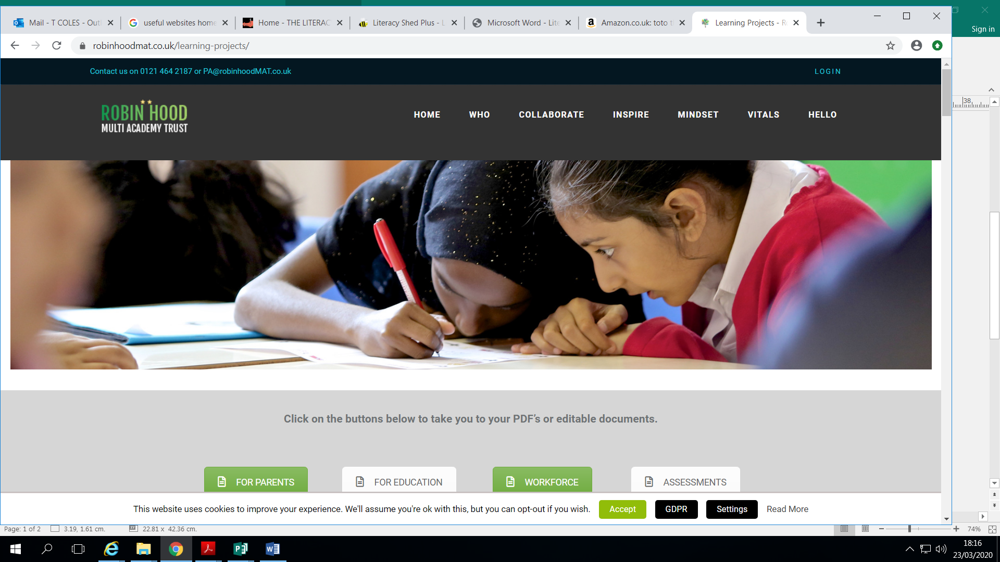 Sign in
Mail - T COLES - Out
useful websites home
Home - THE LITERAC
Literacy Shed Plus - L
Microsoft Word - Lite
Amazon.co.uk: toto t
Learning Projects - R
robinhoodmat.co.uk/learning-projects/
Contact us on 0121 464 2187 or PA@robinhoodMAT.co.uk
LOGIN
38
ROBIN HOOD
MULTI ACADEMY TRUST
HOME WHO COLLABORATE INSPIRE MINDSET VITALS HELLO
Click on the buttons below to take you to your PDF’s or editable documents.
FOR PARENTS
FOR EDUCATION
WORKFORCE
ASSESSMENTS
This website uses cookies to improve your experience. We'll assume you're ok with this, but you can opt-out if you wish. Accept GDPR Settings Read More
Page: 1 of 2 3.19, 1.61 cm. 22.81 x 42.36 cm. 74%
18:16
23/03/2020